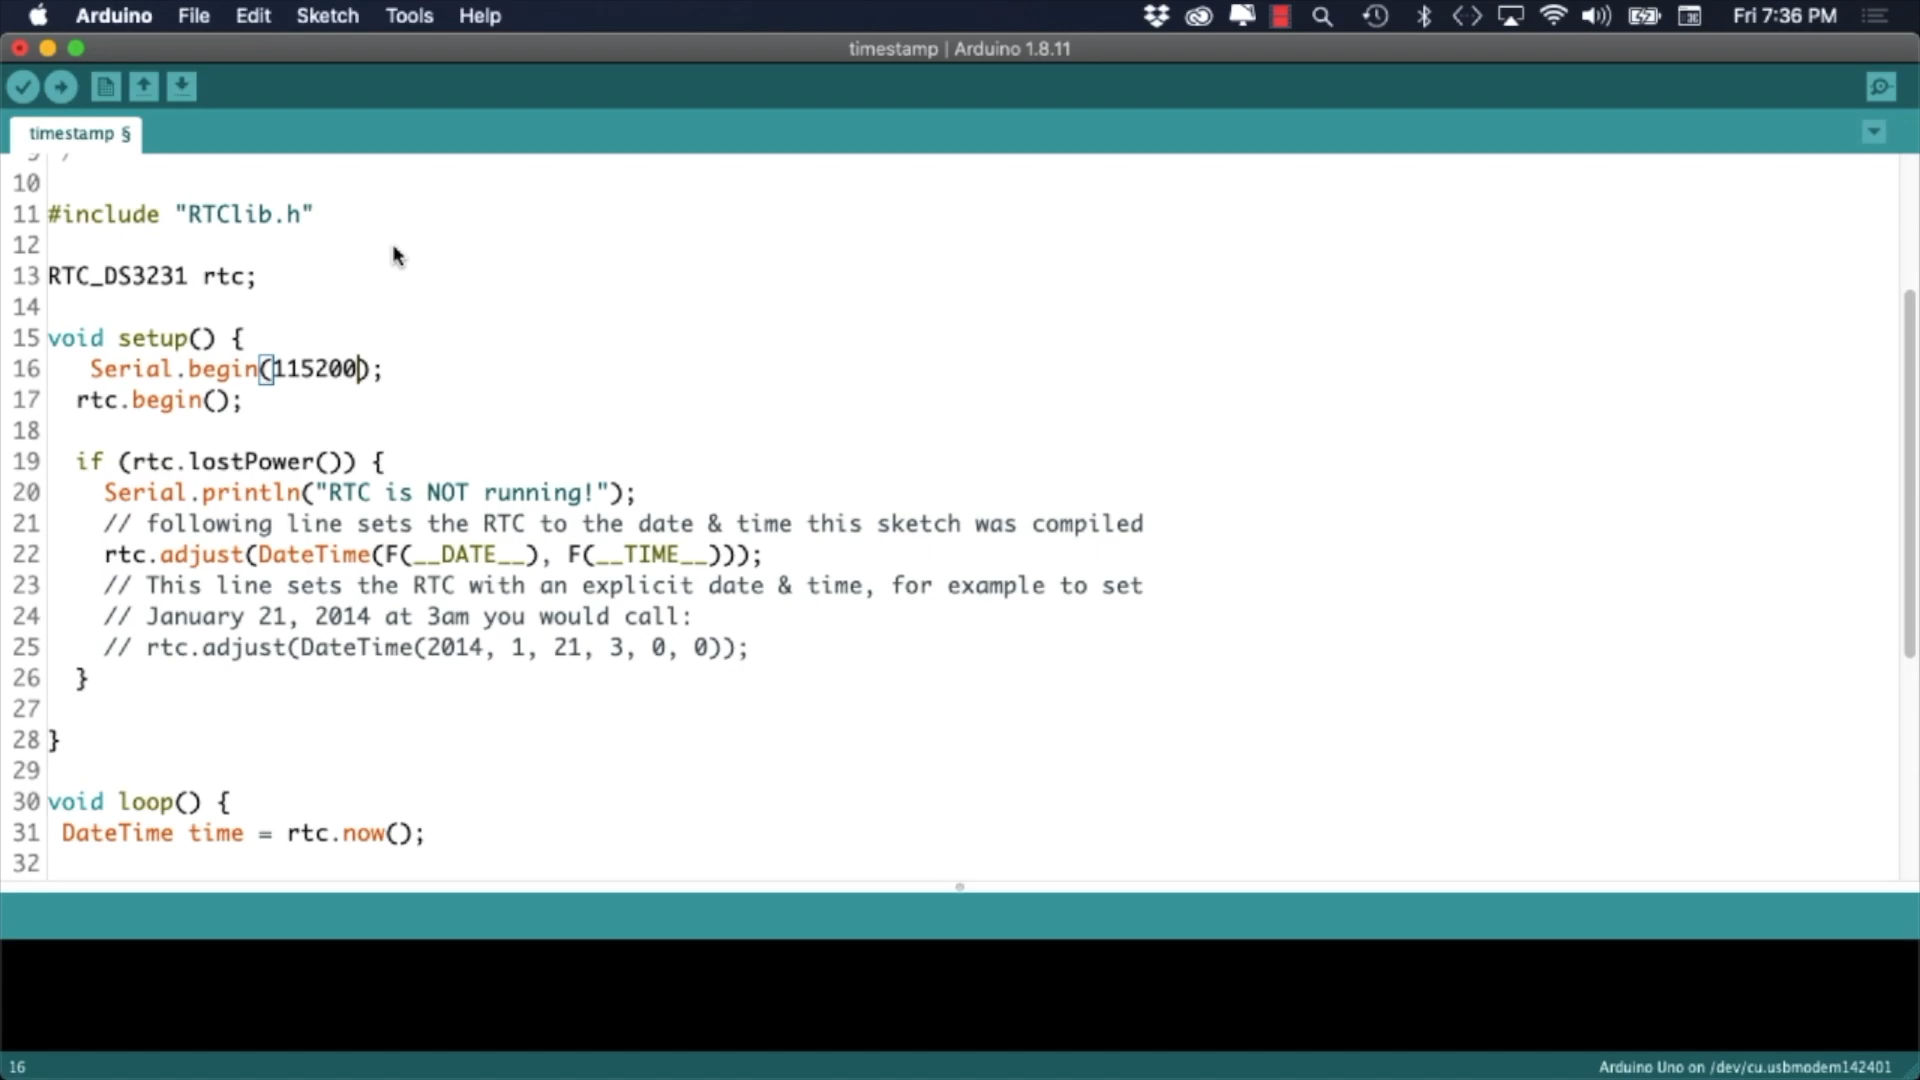 Arduino File Edit Sketch Tools Help Fri 7:36 PM
timestamp | Arduino 1.8.11
timestamp §
10
11 #include "RTClib.h"
12
13 RTC_DS3231 rtc;
14
15 void setup() {
16 Serial.begin(115200);
17 rtc.begin();
18
19 if (rtc.lostPower()) {
20 Serial.println("RTC is NOT running!");
21 // following line sets the RTC to the date & time this sketch was compiled
22 rtc.adjust(DateTime(F(__DATE__), F(__TIME__)));
23 // This line sets the RTC with an explicit date & time, for example to set
24 // January 21, 2014 at 3am you would call:
25 // rtc.adjust(DateTime(2014, 1, 21, 3, 0, 0));
26 }
27
28 }
29
30 void loop() {
31 DateTime time = rtc.now();
32
16 Arduino Uno on /dev/cu.usbmodem142401